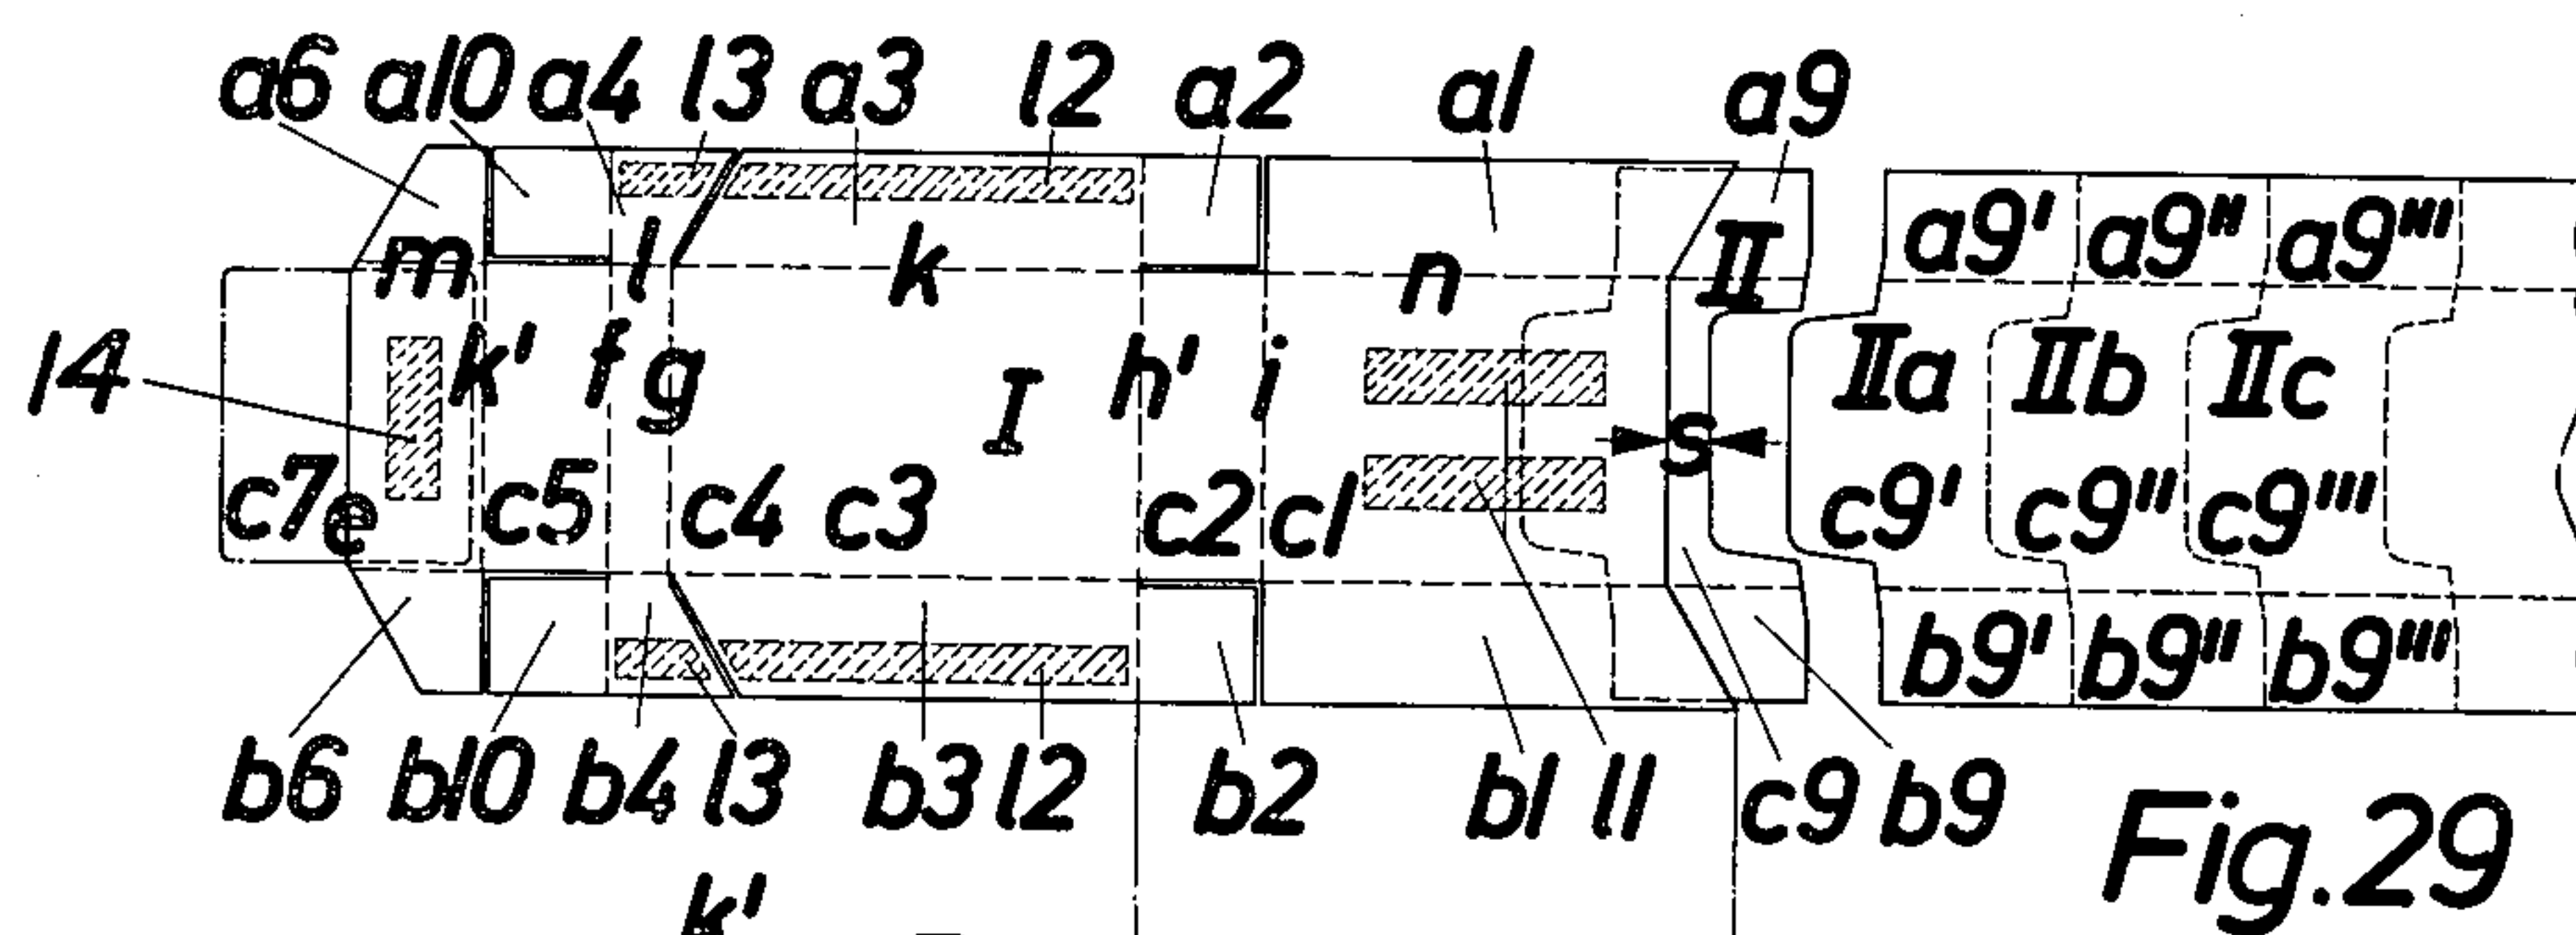 a6 a10 a4 l3 a3 l2 a2 a1 a9
m l k n II a9' a9'' a9'''
l4 k' f g I h' i s IIa IIb IIc
c7 e c5 c4 c3 c2 c1 c9' c9'' c9'''
b9' b9'' b9'''
b6 b10 b4 l3 b3 l2 b2 b1 l1 c9 b9
Fig.29
k'